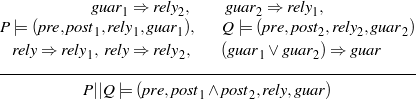 guar₁ ⇒ rely₂, guar₂ ⇒ rely₁,
P ⊨ (pre, post₁, rely₁, guar₁), Q ⊨ (pre, post₂, rely₂, guar₂)
rely ⇒ rely₁, rely ⇒ rely₂, (guar₁ ∨ guar₂) ⇒ guar
P||Q ⊨ (pre, post₁ ∧ post₂, rely, guar)